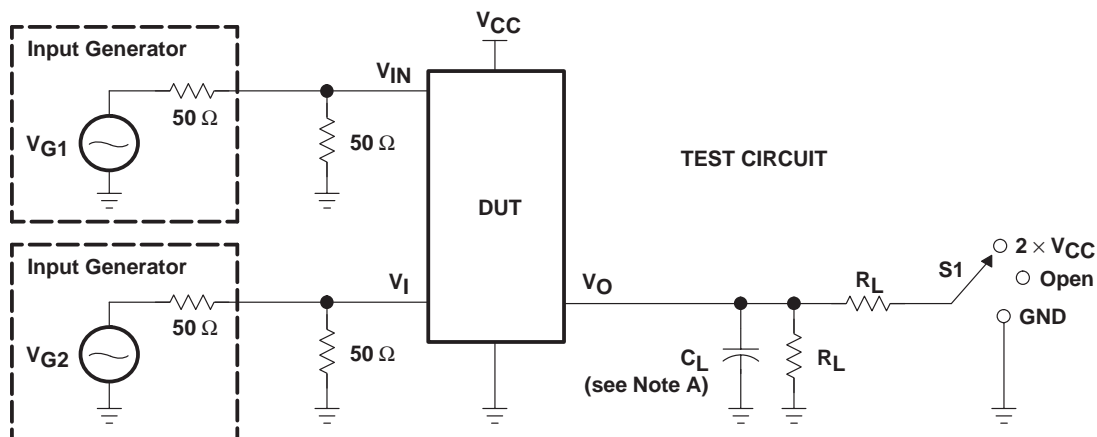 VCC
Input Generator
VIN
50 Ω
VG1
50 Ω
TEST CIRCUIT
DUT
Input Generator
VI
VO
50 Ω
VG2
50 Ω
RL
S1
2 × VCC
Open
GND
CL
(see Note A)
RL